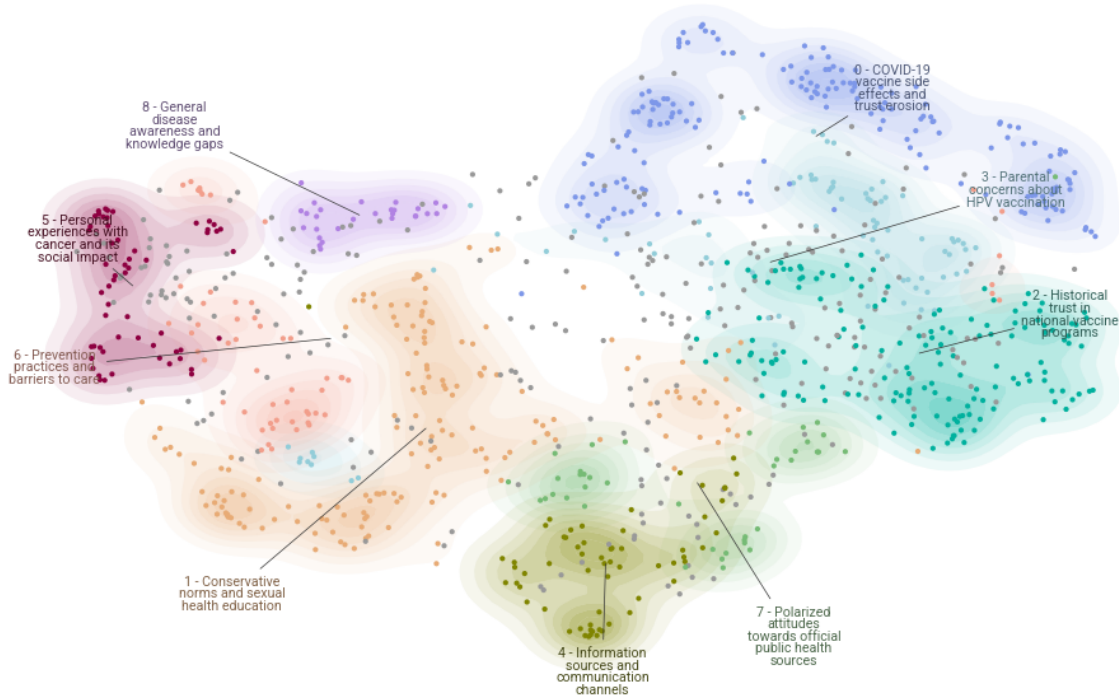 0 - COVID-19
vaccine side
effects and
trust erosion
8 - General
disease
awareness and
knowledge gaps
3 - Parental
concerns about
HPV vaccination
5 - Personal
experiences with
cancer and its
social impact
2 - Historical
trust in
national vaccine
programs
6 - Prevention
practices and
barriers to care
1 - Conservative
norms and sexual
health education
7 - Polarized
attitudes
towards official
public health
sources
4 - Information
sources and
communication
channels